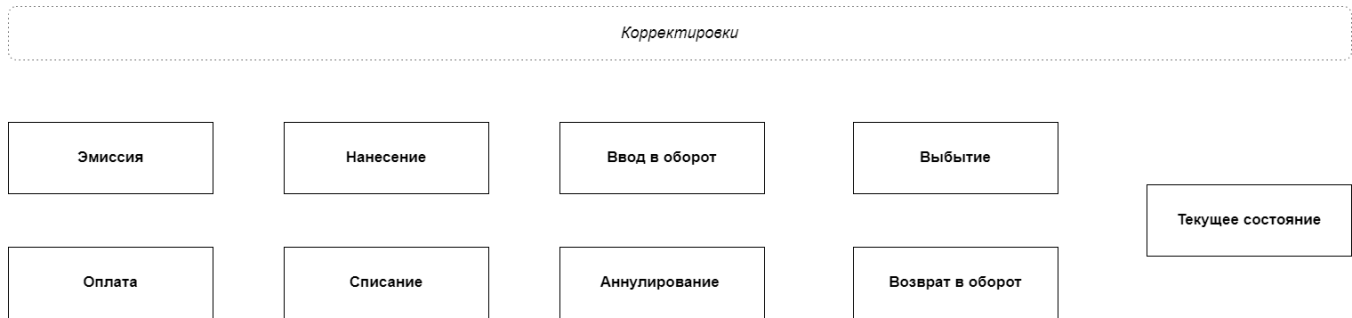 Корректировки
Эмиссия
Нанесение
Ввод в оборот
Выбытие
Текущее состояние
Оплата
Списание
Аннулирование
Возврат в оборот